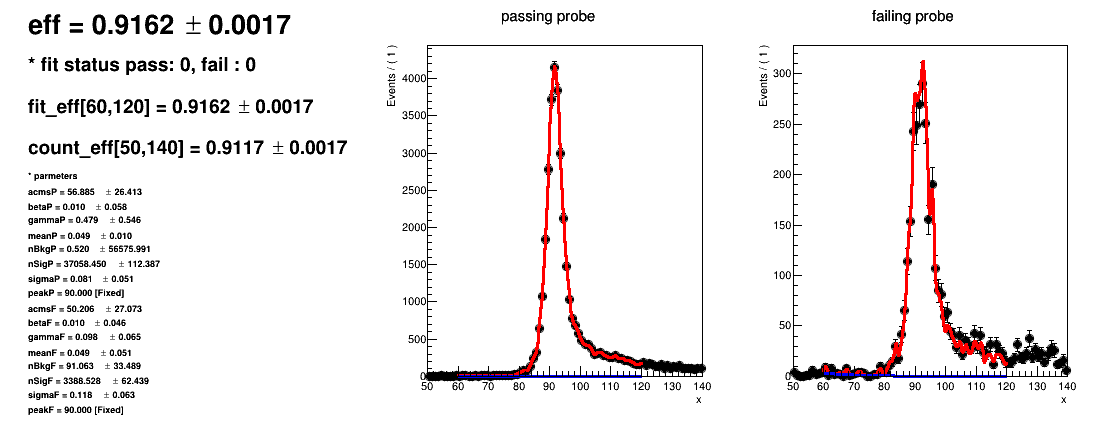 eff = 0.9162 ± 0.0017
* fit status pass: 0, fail : 0
fit_eff[60,120] = 0.9162 ± 0.0017
count_eff[50,140] = 0.9117 ± 0.0017
* parmeters
acmsP = 56.885 ± 26.413
betaP = 0.010 ± 0.058
gammaP = 0.479 ± 0.546
meanP = 0.049 ± 0.010
nBkgP = 0.520 ± 56575.991
nSigP = 37058.450 ± 112.387
sigmaP = 0.081 ± 0.051
peakP = 90.000 [Fixed]
acmsF = 50.206 ± 27.073
betaF = 0.010 ± 0.046
gammaF = 0.098 ± 0.065
meanF = 0.049 ± 0.051
nBkgF = 91.063 ± 33.489
nSigF = 3388.528 ± 62.439
sigmaF = 0.118 ± 0.063
peakF = 90.000 [Fixed]
passing probe
Events / ( 1 )
4000
3500
3000
2500
2000
1500
1000
500
0
50 60 70 80 90 100 110 120 130 140
x
failing probe
Events / ( 1 )
300
250
200
150
100
50
0
50 60 70 80 90 100 110 120 130 140
x